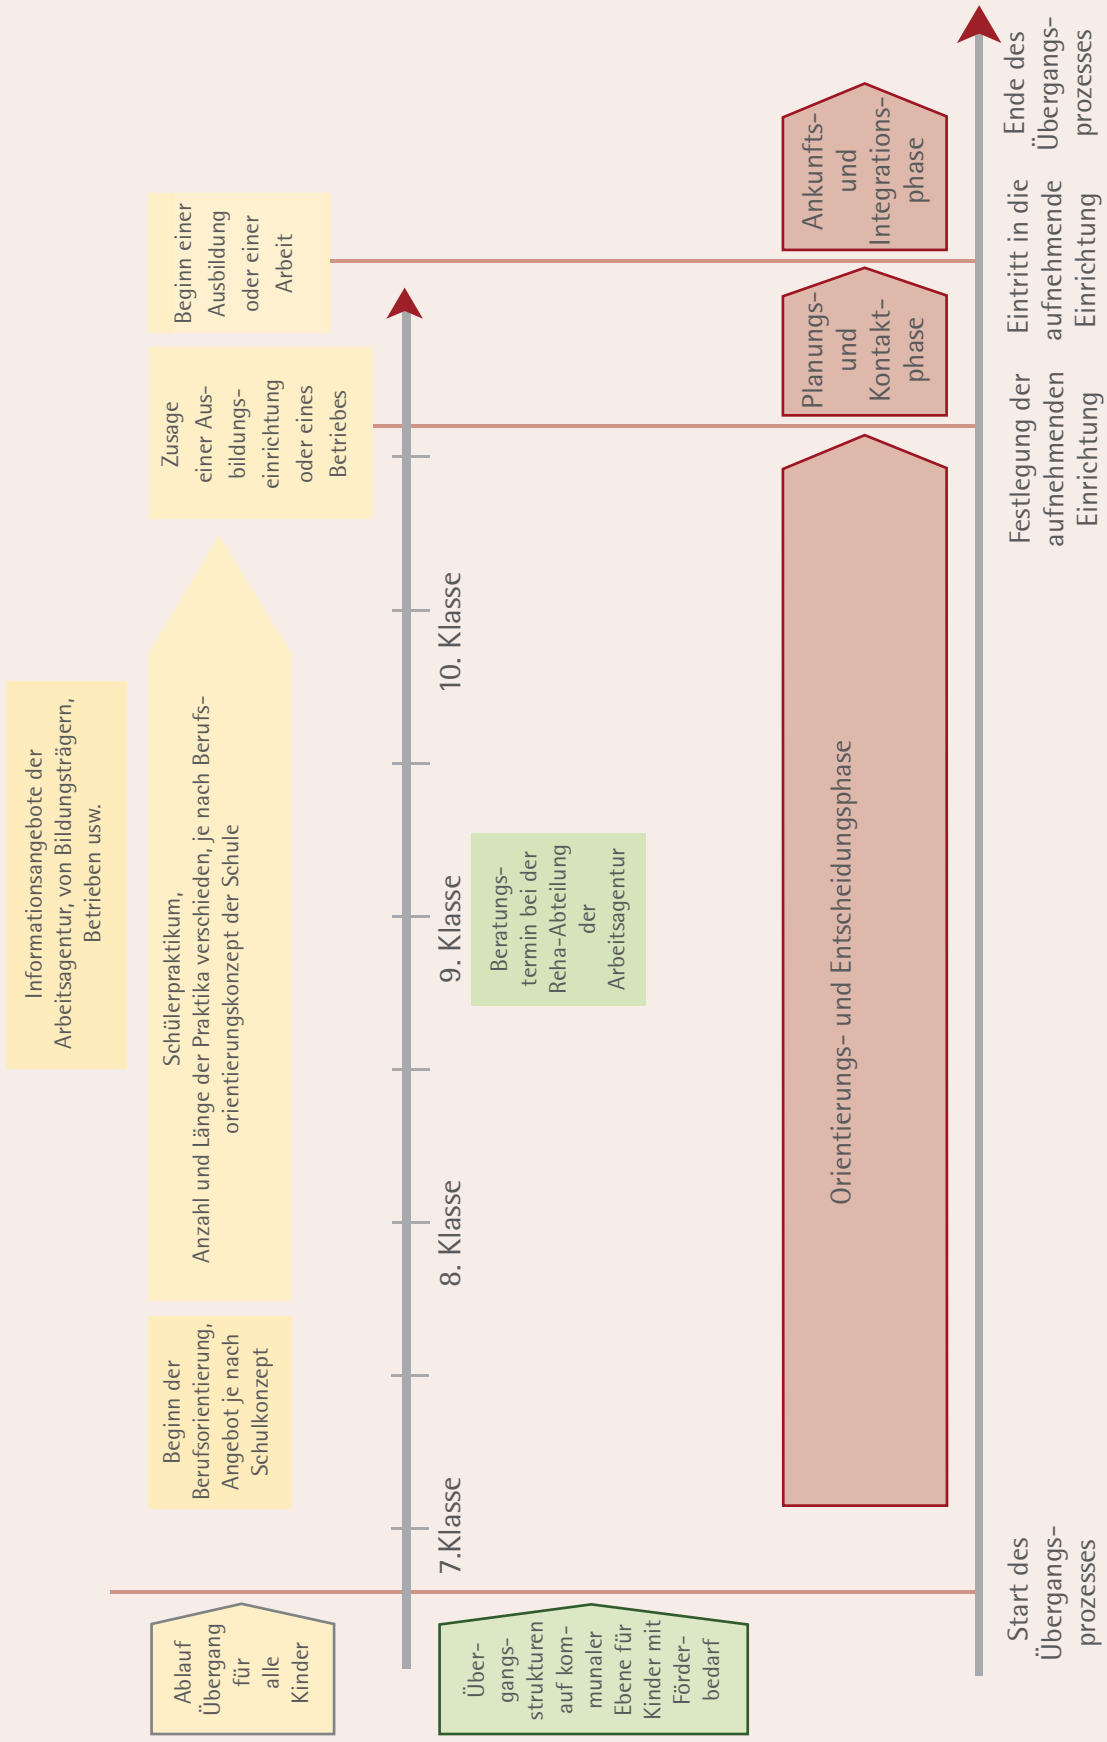 Informationsangebote der
Arbeitsagentur, von Bildungsträgern,
Betrieben usw.
Ablauf
Übergang
für
alle
Kinder
Beginn der
Berufsorientierung,
Angebot je nach
Schulkonzept
Schülerpraktikum,
Anzahl und Länge der Praktika verschieden, je nach Berufs-
orientierungskonzept der Schule
Zusage
einer Aus-
bildungs-
einrichtung
oder eines
Betriebes
Beginn einer
Ausbildung
oder einer
Arbeit
7.Klasse
8. Klasse
9. Klasse
10. Klasse
Über-
gangs-
strukturen
auf kom-
munaler
Ebene für
Kinder mit
Förder-
bedarf
Beratungs-
termin bei der
Reha-Abteilung
der
Arbeitsagentur
Orientierungs- und Entscheidungsphase
Planungs-
und
Kontakt-
phase
Ankunfts-
und
Integrations-
phase
Start des
Übergangs-
prozesses
Festlegung der
aufnehmenden
Einrichtung
Eintritt in die
aufnehmende
Einrichtung
Ende des
Übergangs-
prozesses